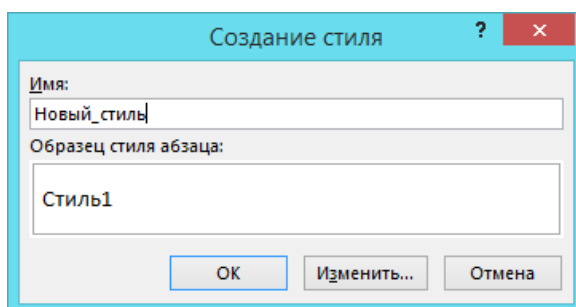 Создание стиля ?
Имя:
Новый_стиль
Образец стиля абзаца:
Стиль1
ОК Изменить... Отмена